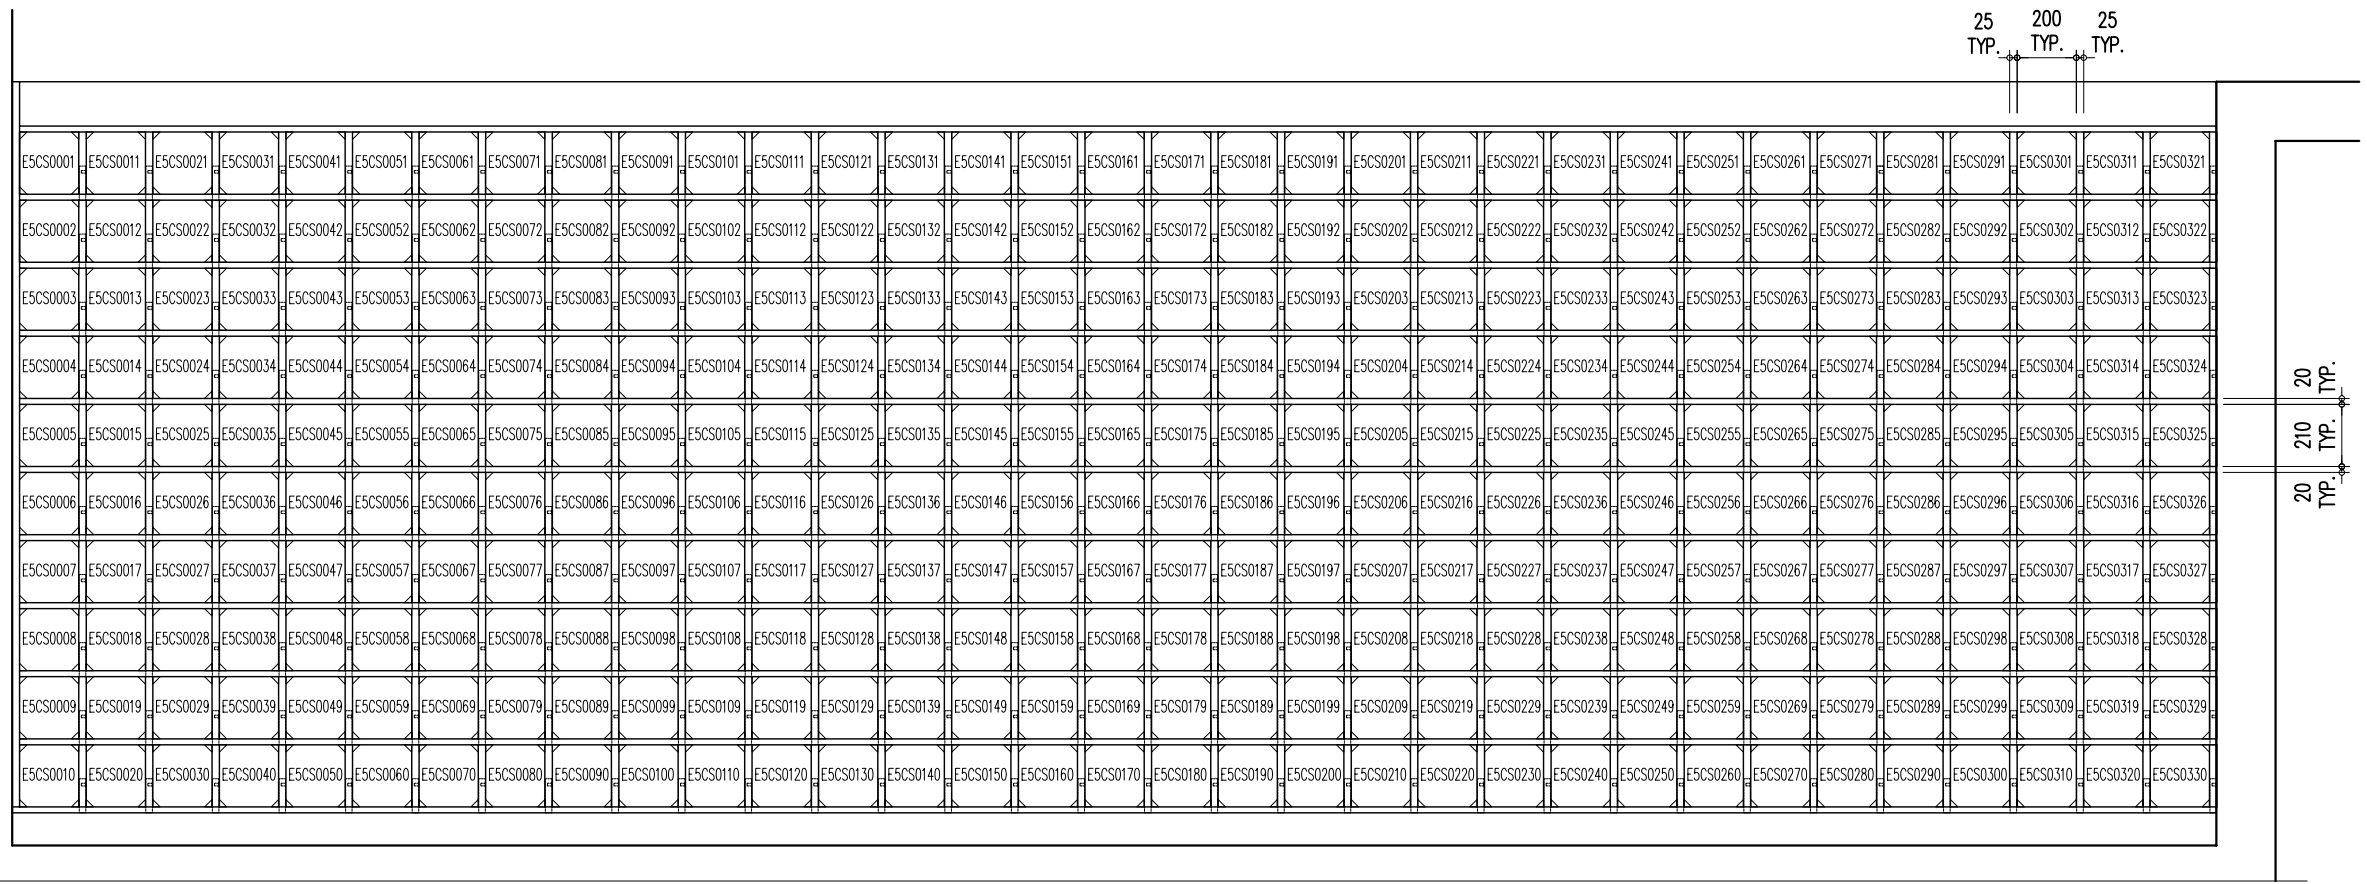 25 200 25
TYP. TYP. TYP.
E5CS0001 E5CS0011 E5CS0021 E5CS0031 E5CS0041 E5CS0051 E5CS0061 E5CS0071 E5CS0081 E5CS0091 E5CS0101 E5CS0111 E5CS0121 E5CS0131 E5CS0141 E5CS0151 E5CS0161 E5CS0171 E5CS0181 E5CS0191 E5CS0201 E5CS0211 E5CS0221 E5CS0231 E5CS0241 E5CS0251 E5CS0261 E5CS0271 E5CS0281 E5CS0291 E5CS0301 E5CS0311 E5CS0321
E5CS0002 E5CS0012 E5CS0022 E5CS0032 E5CS0042 E5CS0052 E5CS0062 E5CS0072 E5CS0082 E5CS0092 E5CS0102 E5CS0112 E5CS0122 E5CS0132 E5CS0142 E5CS0152 E5CS0162 E5CS0172 E5CS0182 E5CS0192 E5CS0202 E5CS0212 E5CS0222 E5CS0232 E5CS0242 E5CS0252 E5CS0262 E5CS0272 E5CS0282 E5CS0292 E5CS0302 E5CS0312 E5CS0322
E5CS0003 E5CS0013 E5CS0023 E5CS0033 E5CS0043 E5CS0053 E5CS0063 E5CS0073 E5CS0083 E5CS0093 E5CS0103 E5CS0113 E5CS0123 E5CS0133 E5CS0143 E5CS0153 E5CS0163 E5CS0173 E5CS0183 E5CS0193 E5CS0203 E5CS0213 E5CS0223 E5CS0233 E5CS0243 E5CS0253 E5CS0263 E5CS0273 E5CS0283 E5CS0293 E5CS0303 E5CS0313 E5CS0323
E5CS0004 E5CS0014 E5CS0024 E5CS0034 E5CS0044 E5CS0054 E5CS0064 E5CS0074 E5CS0084 E5CS0094 E5CS0104 E5CS0114 E5CS0124 E5CS0134 E5CS0144 E5CS0154 E5CS0164 E5CS0174 E5CS0184 E5CS0194 E5CS0204 E5CS0214 E5CS0224 E5CS0234 E5CS0244 E5CS0254 E5CS0264 E5CS0274 E5CS0284 E5CS0294 E5CS0304 E5CS0314 E5CS0324
20 TYP.
E5CS0005 E5CS0015 E5CS0025 E5CS0035 E5CS0045 E5CS0055 E5CS0065 E5CS0075 E5CS0085 E5CS0095 E5CS0105 E5CS0115 E5CS0125 E5CS0135 E5CS0145 E5CS0155 E5CS0165 E5CS0175 E5CS0185 E5CS0195 E5CS0205 E5CS0215 E5CS0225 E5CS0235 E5CS0245 E5CS0255 E5CS0265 E5CS0275 E5CS0285 E5CS0295 E5CS0305 E5CS0315 E5CS0325
210 TYP.
E5CS0006 E5CS0016 E5CS0026 E5CS0036 E5CS0046 E5CS0056 E5CS0066 E5CS0076 E5CS0086 E5CS0096 E5CS0106 E5CS0116 E5CS0126 E5CS0136 E5CS0146 E5CS0156 E5CS0166 E5CS0176 E5CS0186 E5CS0196 E5CS0206 E5CS0216 E5CS0226 E5CS0236 E5CS0246 E5CS0256 E5CS0266 E5CS0276 E5CS0286 E5CS0296 E5CS0306 E5CS0316 E5CS0326
20 TYP.
E5CS0007 E5CS0017 E5CS0027 E5CS0037 E5CS0047 E5CS0057 E5CS0067 E5CS0077 E5CS0087 E5CS0097 E5CS0107 E5CS0117 E5CS0127 E5CS0137 E5CS0147 E5CS0157 E5CS0167 E5CS0177 E5CS0187 E5CS0197 E5CS0207 E5CS0217 E5CS0227 E5CS0237 E5CS0247 E5CS0257 E5CS0267 E5CS0277 E5CS0287 E5CS0297 E5CS0307 E5CS0317 E5CS0327
E5CS0008 E5CS0018 E5CS0028 E5CS0038 E5CS0048 E5CS0058 E5CS0068 E5CS0078 E5CS0088 E5CS0098 E5CS0108 E5CS0118 E5CS0128 E5CS0138 E5CS0148 E5CS0158 E5CS0168 E5CS0178 E5CS0188 E5CS0198 E5CS0208 E5CS0218 E5CS0228 E5CS0238 E5CS0248 E5CS0258 E5CS0268 E5CS0278 E5CS0288 E5CS0298 E5CS0308 E5CS0318 E5CS0328
E5CS0009 E5CS0019 E5CS0029 E5CS0039 E5CS0049 E5CS0059 E5CS0069 E5CS0079 E5CS0089 E5CS0099 E5CS0109 E5CS0119 E5CS0129 E5CS0139 E5CS0149 E5CS0159 E5CS0169 E5CS0179 E5CS0189 E5CS0199 E5CS0209 E5CS0219 E5CS0229 E5CS0239 E5CS0249 E5CS0259 E5CS0269 E5CS0279 E5CS0289 E5CS0299 E5CS0309 E5CS0319 E5CS0329
E5CS0010 E5CS0020 E5CS0030 E5CS0040 E5CS0050 E5CS0060 E5CS0070 E5CS0080 E5CS0090 E5CS0100 E5CS0110 E5CS0120 E5CS0130 E5CS0140 E5CS0150 E5CS0160 E5CS0170 E5CS0180 E5CS0190 E5CS0200 E5CS0210 E5CS0220 E5CS0230 E5CS0240 E5CS0250 E5CS0260 E5CS0270 E5CS0280 E5CS0290 E5CS0300 E5CS0310 E5CS0320 E5CS0330